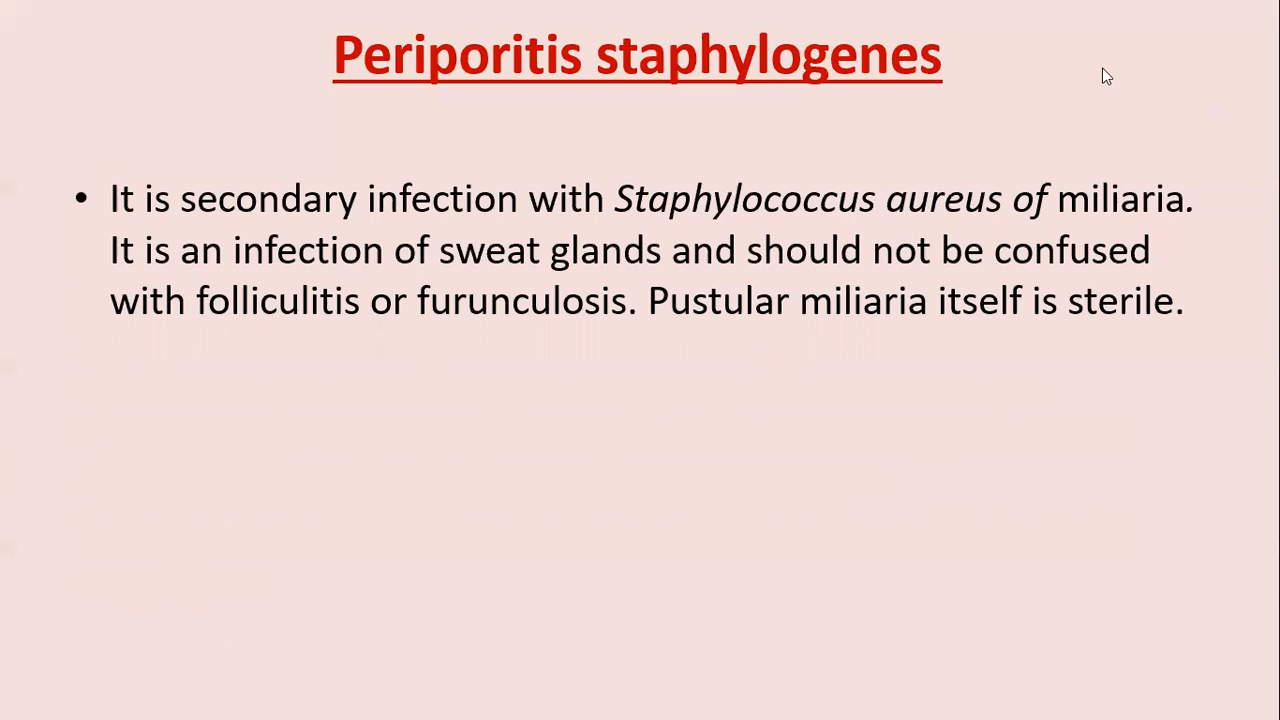 Periporitis staphylogenes
• It is secondary infection with Staphylococcus aureus of miliaria.
It is an infection of sweat glands and should not be confused
with folliculitis or furunculosis. Pustular miliaria itself is sterile.